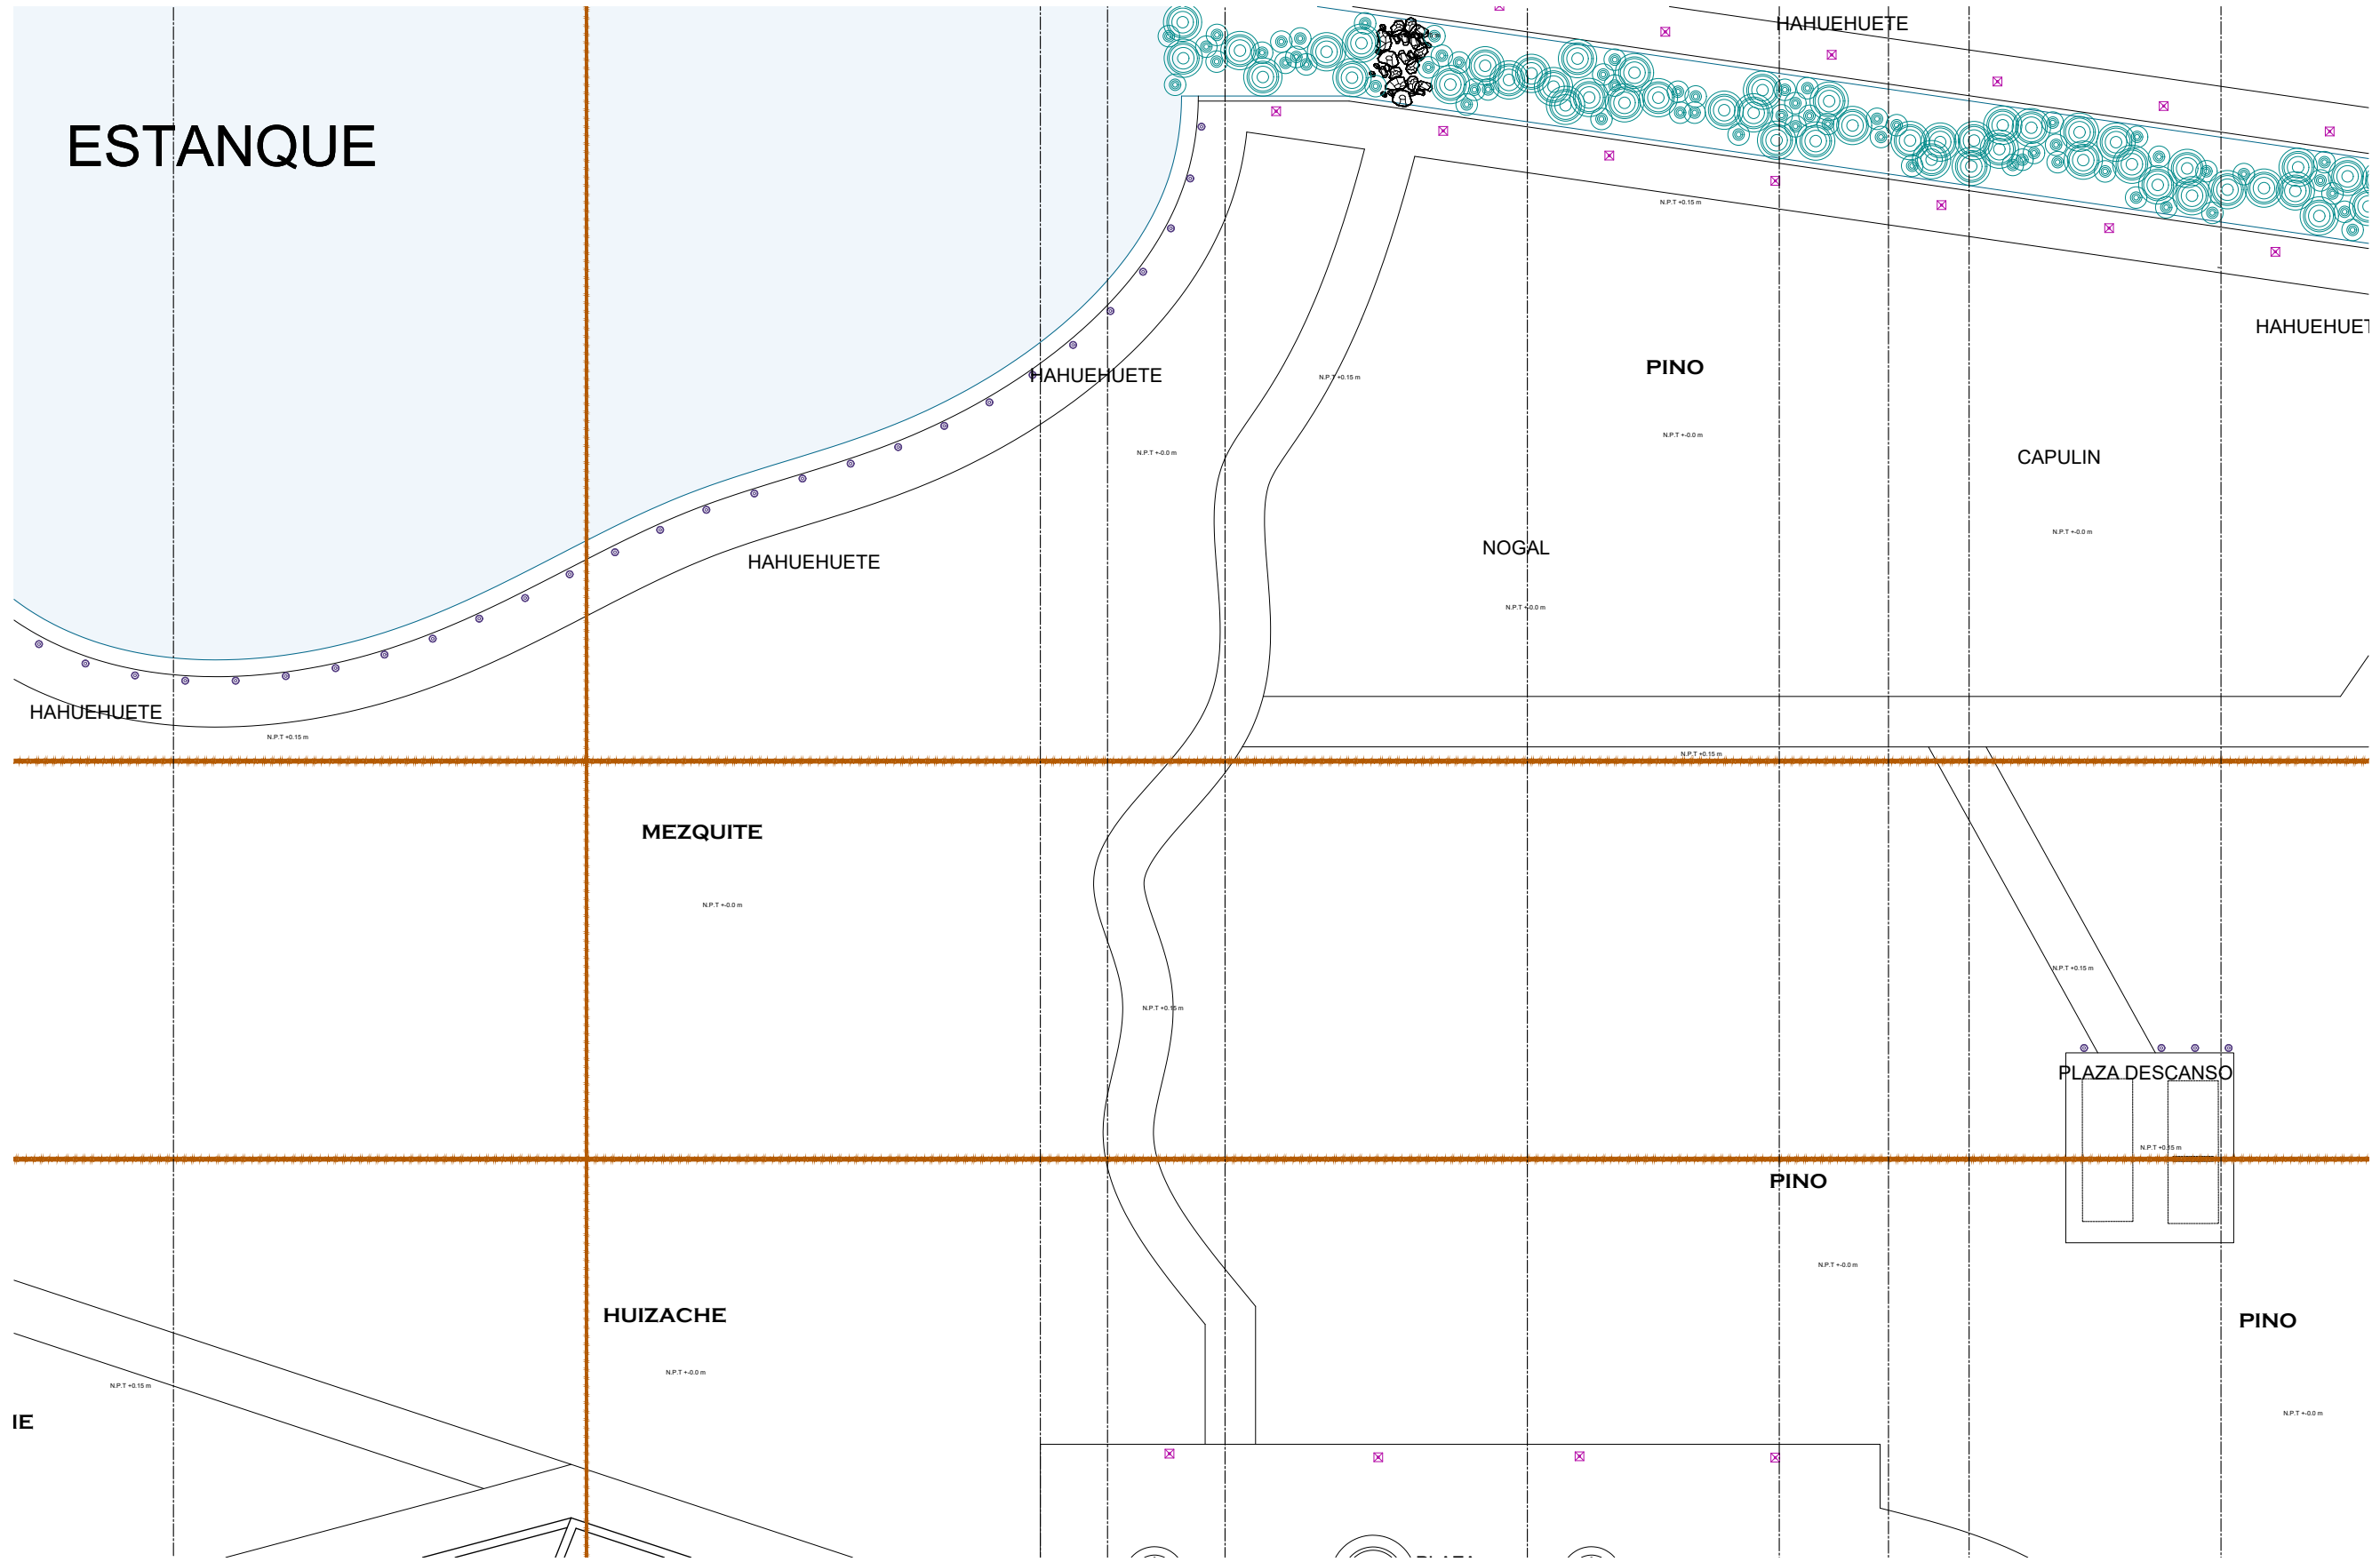 HAHUEHUETE
ESTANQUE
N.P.T +0.15 m
HAHUEHUET
PINO
HAHUEHUETE
N.P.T +0.15 m
N.P.T +-0.0 m
N.P.T +-0.0 m
CAPULIN
N.P.T +-0.0 m
NOGAL
HAHUEHUETE
N.P.T +-0.0 m
HAHUEHUETE
N.P.T +0.15 m
N.P.T +0.15 m
MEZQUITE
N.P.T +-0.0 m
N.P.T +0.15 m
N.P.T +0.15 m
PLAZA DESCANSO
N.P.T +0.15 m
PINO
N.P.T +-0.0 m
HUIZACHE
PINO
N.P.T +-0.0 m
N.P.T +0.15 m
N.P.T +-0.0 m
IE